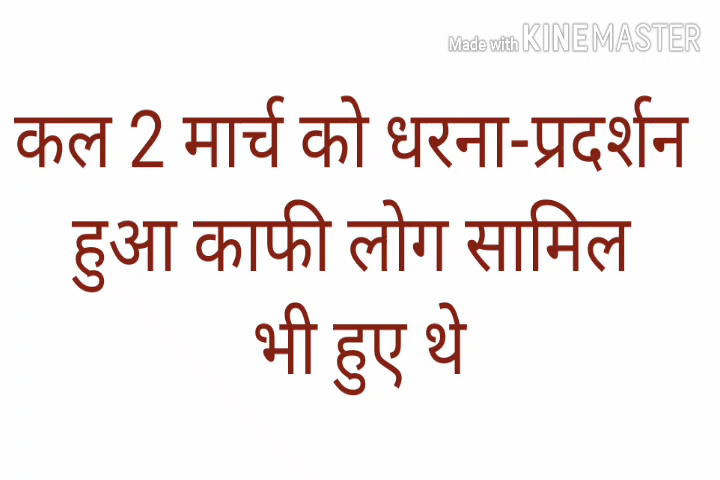 Made with KINEMASTER
कल 2 मार्च को धरना-प्रदर्शन
हुआ काफी लोग सामिल
भी हुए थे